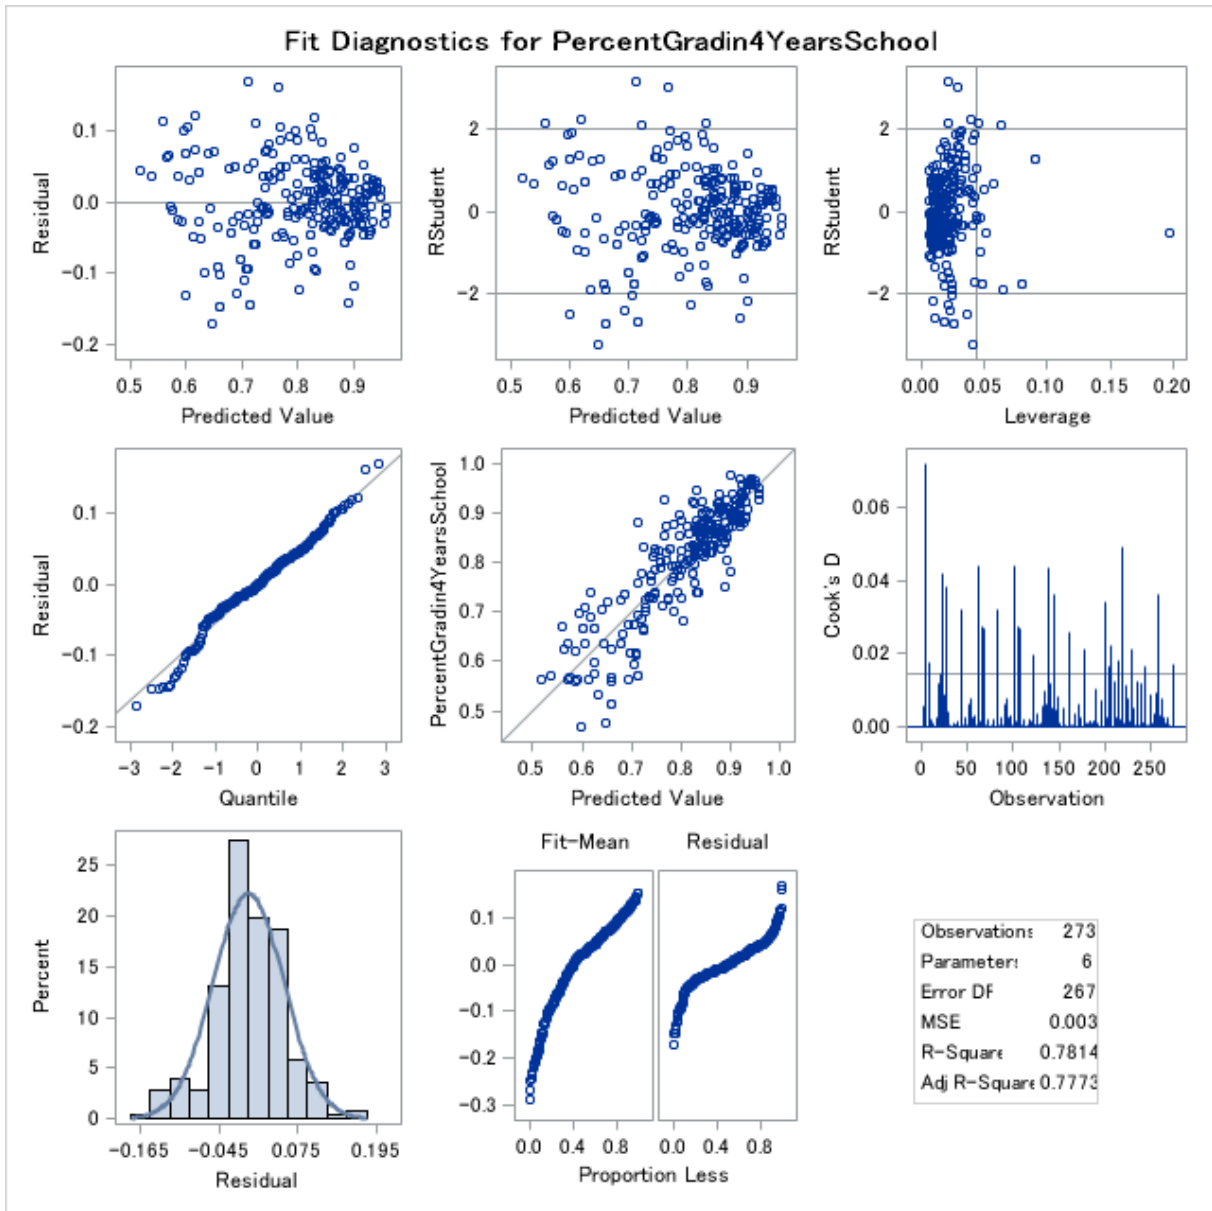 Fit Diagnostics for PercentGradin4YearsSchool
Residual
0.1
0.0
-0.1
-0.2
0.5 0.6 0.7 0.8 0.9
Predicted Value
RStudent
2
0
-2
0.5 0.6 0.7 0.8 0.9
Predicted Value
RStudent
2
0
-2
0.00 0.05 0.10 0.15 0.20
Leverage
Residual
0.1
0.0
-0.1
-0.2
-3 -2 -1 0 1 2 3
Quantile
PercentGradin4YearsSchool
1.0
0.9
0.8
0.7
0.6
0.5
0.5 0.6 0.7 0.8 0.9 1.0
Predicted Value
Cook's D
0.06
0.04
0.02
0.00
0 50 100 150 200 250
Observation
Percent
25
20
15
10
5
0
-0.165 -0.045 0.075 0.195
Residual
Fit-Mean Residual
0.1
0.0
-0.1
-0.2
-0.3
0.0 0.4 0.8 0.0 0.4 0.8
Proportion Less
Observations 273
Parameters 6
Error DF 267
MSE 0.003
R-Square 0.7814
Adj R-Square 0.7773